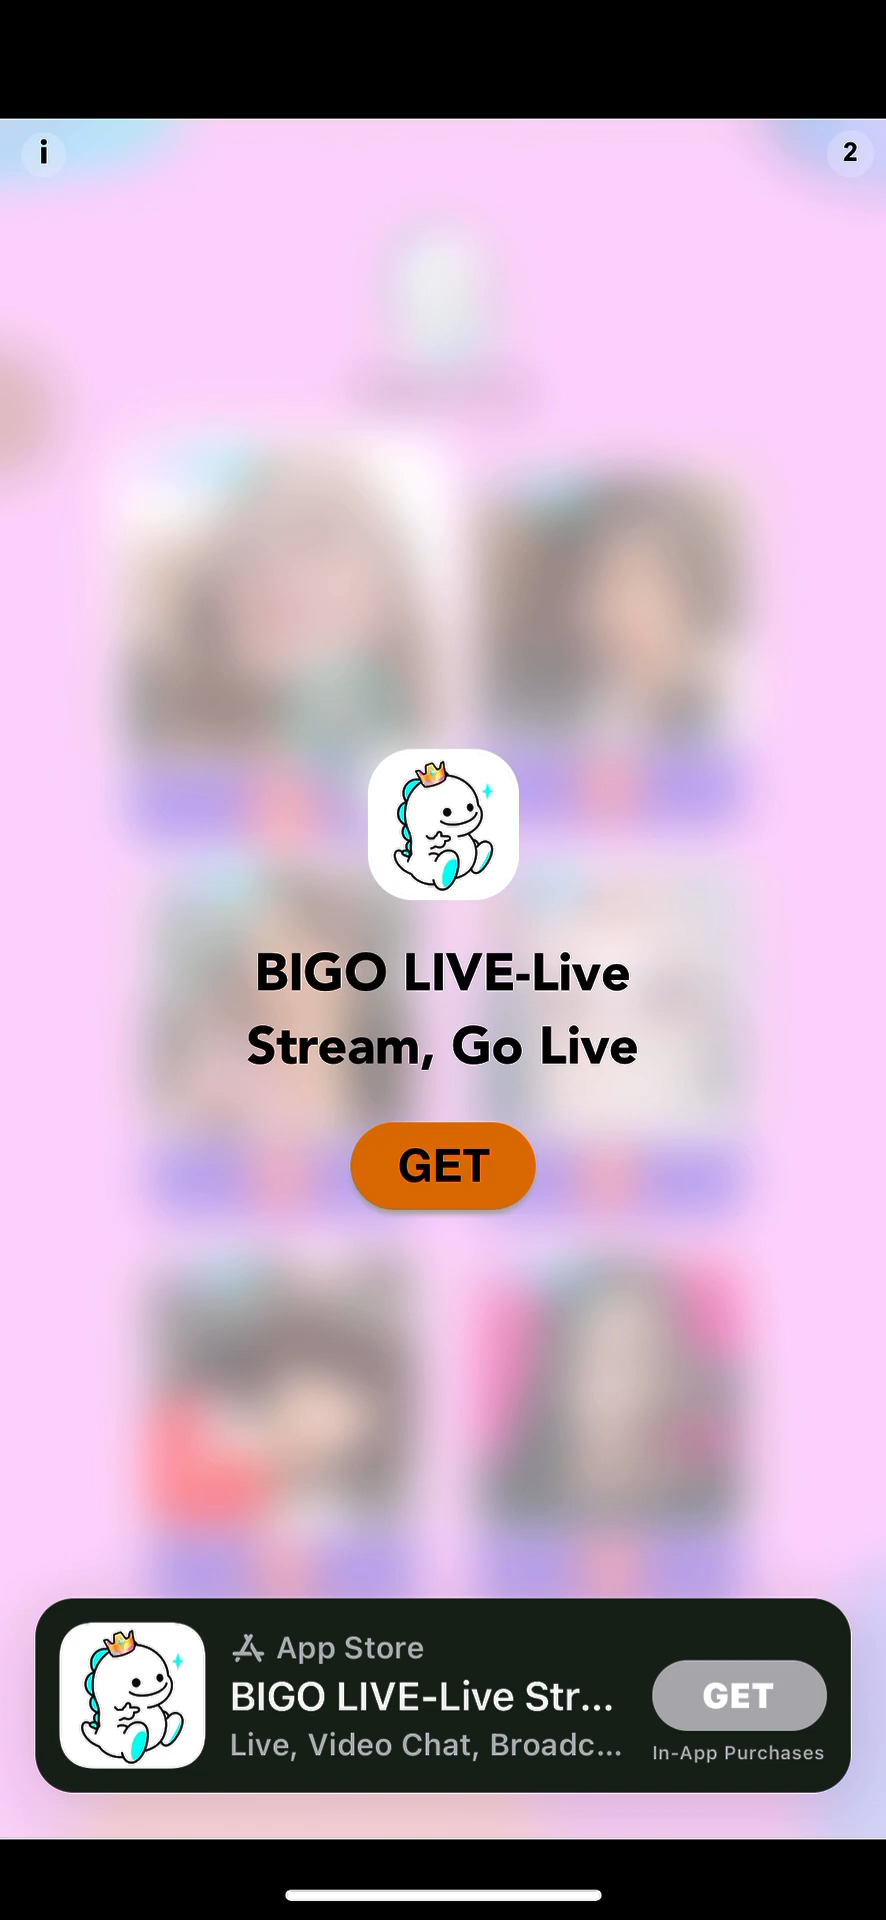 i
2
BIGO LIVE-Live
Stream, Go Live
GET
App Store
BIGO LIVE-Live Str...
Live, Video Chat, Broadc...
GET
In-App Purchases